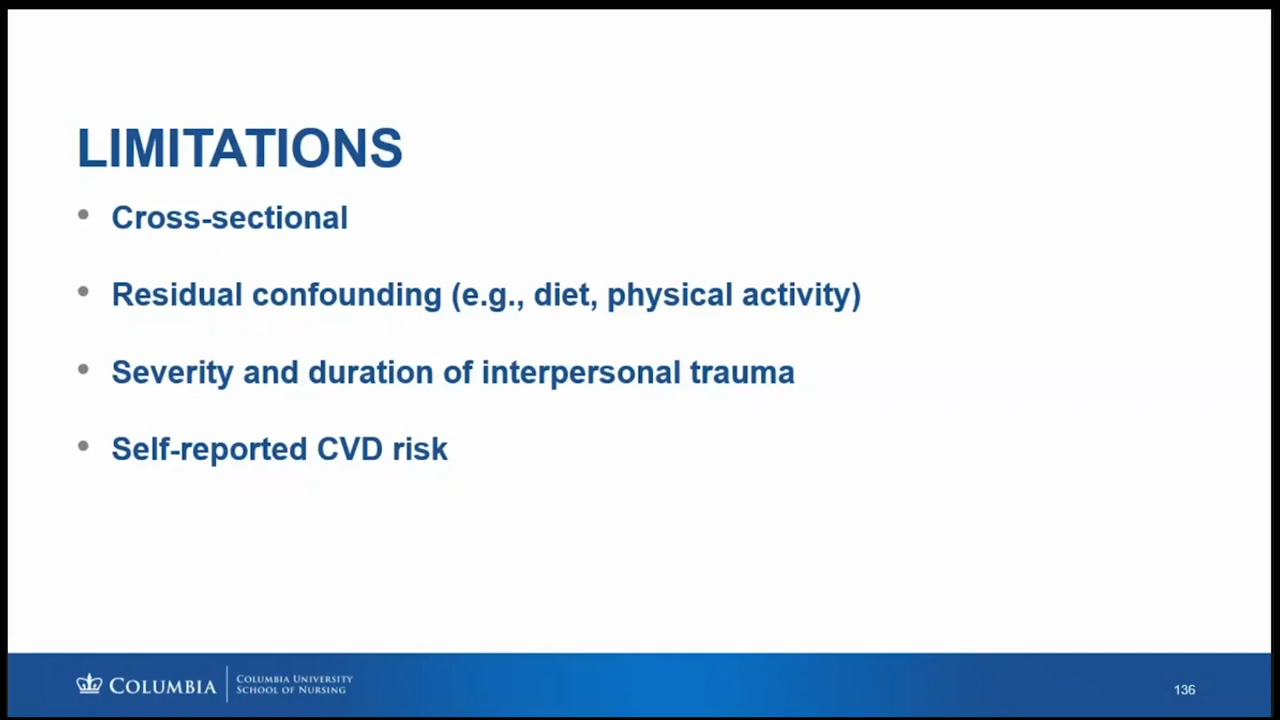 LIMITATIONS
• Cross-sectional
• Residual confounding (e.g., diet, physical activity)
• Severity and duration of interpersonal trauma
• Self-reported CVD risk
COLUMBIA
COLUMBIA UNIVERSITY
SCHOOL OF NURSING
136